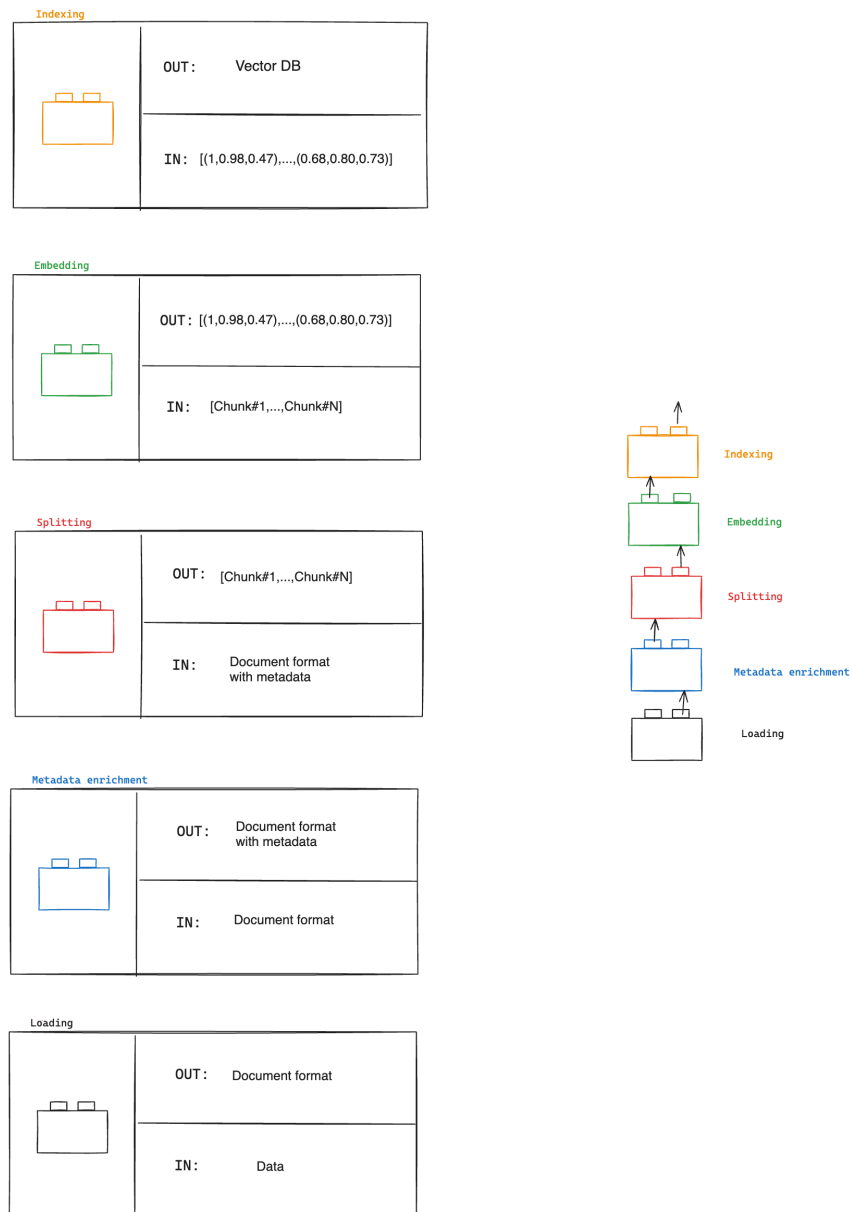 Indexing
OUT: Vector DB
IN: [(1,0.98,0.47),...,(0.68,0.80,0.73)]
Embedding
OUT: [(1,0.98,0.47),...,(0.68,0.80,0.73)]
IN: [Chunk#1,...,Chunk#N]
Splitting
OUT: [Chunk#1,...,Chunk#N]
IN: Document format
with metadata
Metadata enrichment
OUT: Document format
with metadata
IN: Document format
Loading
OUT: Document format
IN: Data
Indexing
Embedding
Splitting
Metadata enrichment
Loading